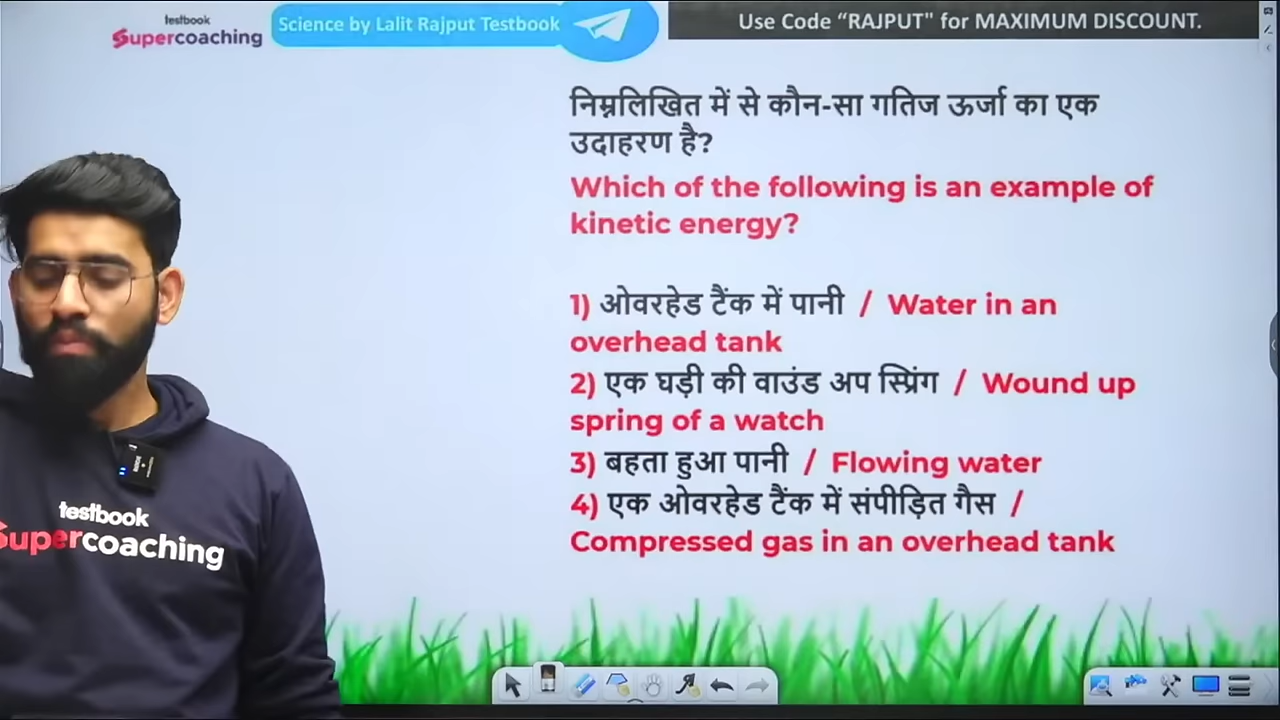 testbook
Supercoaching
Science by Lalit Rajput Testbook
Use Code “RAJPUT" for MAXIMUM DISCOUNT.
निम्नलिखित में से कौन-सा गतिज ऊर्जा का एक
उदाहरण है?
Which of the following is an example of
kinetic energy?
1) ओवरहेड टैंक में पानी / Water in an
overhead tank
2) एक घड़ी की वाउंड अप स्प्रिंग / Wound up
spring of a watch
3) बहता हुआ पानी / Flowing water
4) एक ओवरहेड टैंक में संपीड़ित गैस /
Compressed gas in an overhead tank
testbook
Supercoaching